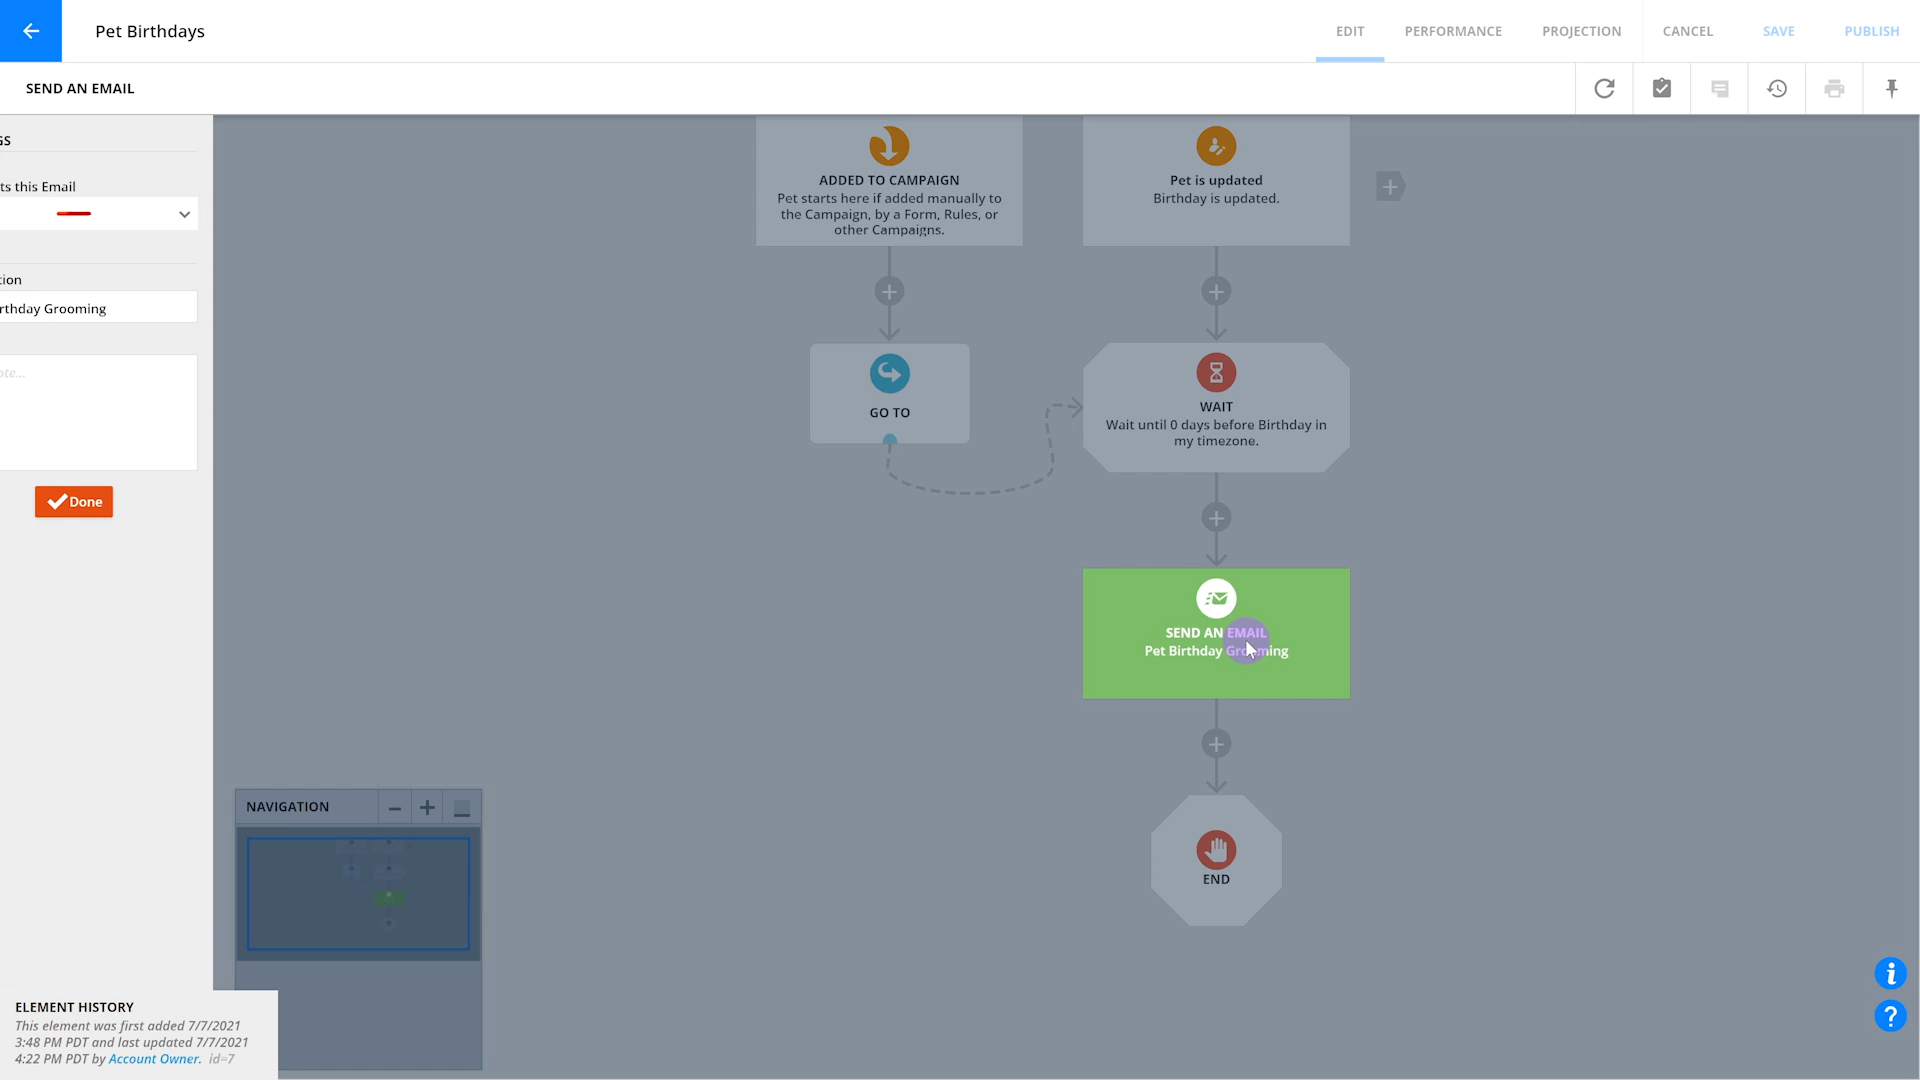 Pet Birthdays
EDIT
PERFORMANCE
PROJECTION
CANCEL
SAVE
PUBLISH
SEND AN EMAIL
GS
ts this Email
tion
rthday Grooming
ote...
Done
ADDED TO CAMPAIGN
Pet starts here if added manually to
the Campaign, by a Form, Rules, or
other Campaigns.
Pet is updated
Birthday is updated.
GO TO
WAIT
Wait until 0 days before Birthday in
my timezone.
SEND AN EMAIL
Pet Birthday Grooming
END
NAVIGATION
ELEMENT HISTORY
This element was first added 7/7/2021
3:48 PM PDT and last updated 7/7/2021
4:22 PM PDT by Account Owner. id=7